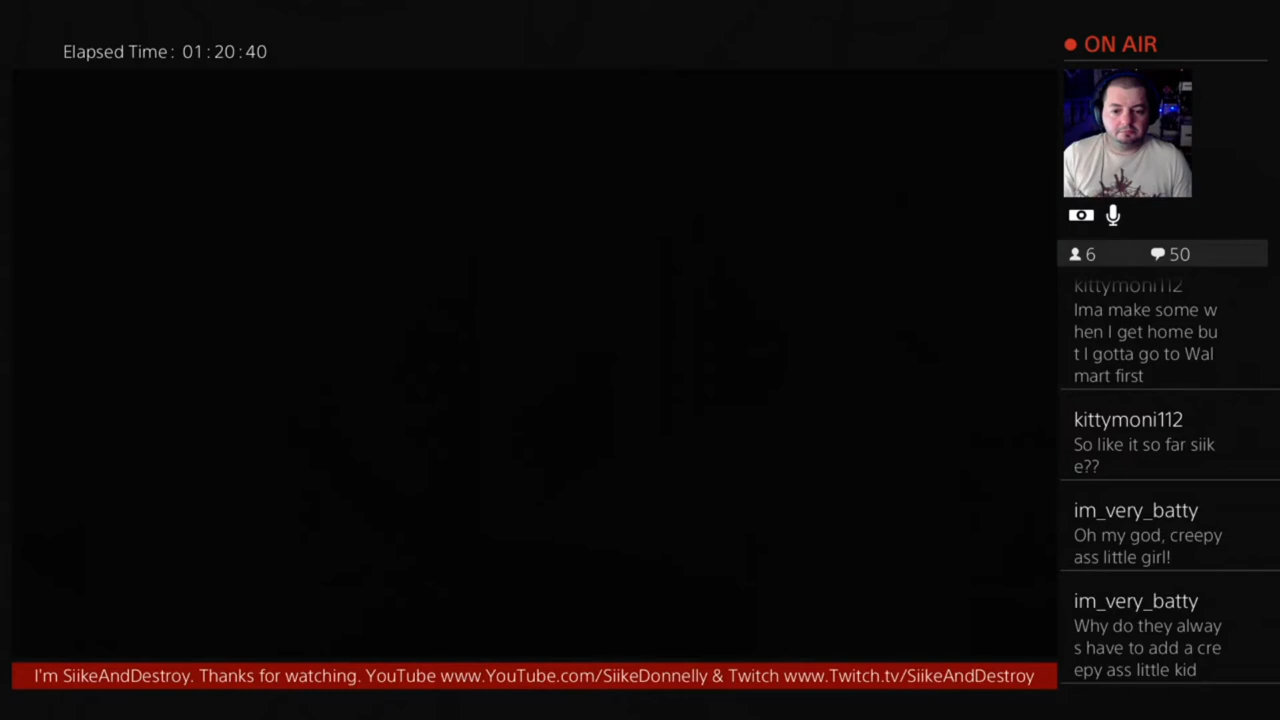 Elapsed Time: 01:20:40
ON AIR
6 50
kittymoni112
Ima make some w
hen I get home bu
t I gotta go to Wal
mart first
kittymoni112
So like it so far siik
e??
im_very_batty
Oh my god, creepy
ass little girl!
im_very_batty
Why do they alway
s have to add a cre
epy ass little kid
I'm SiikeAndDestroy. Thanks for watching. YouTube www.YouTube.com/SiikeDonnelly & Twitch www.Twitch.tv/SiikeAndDestroy